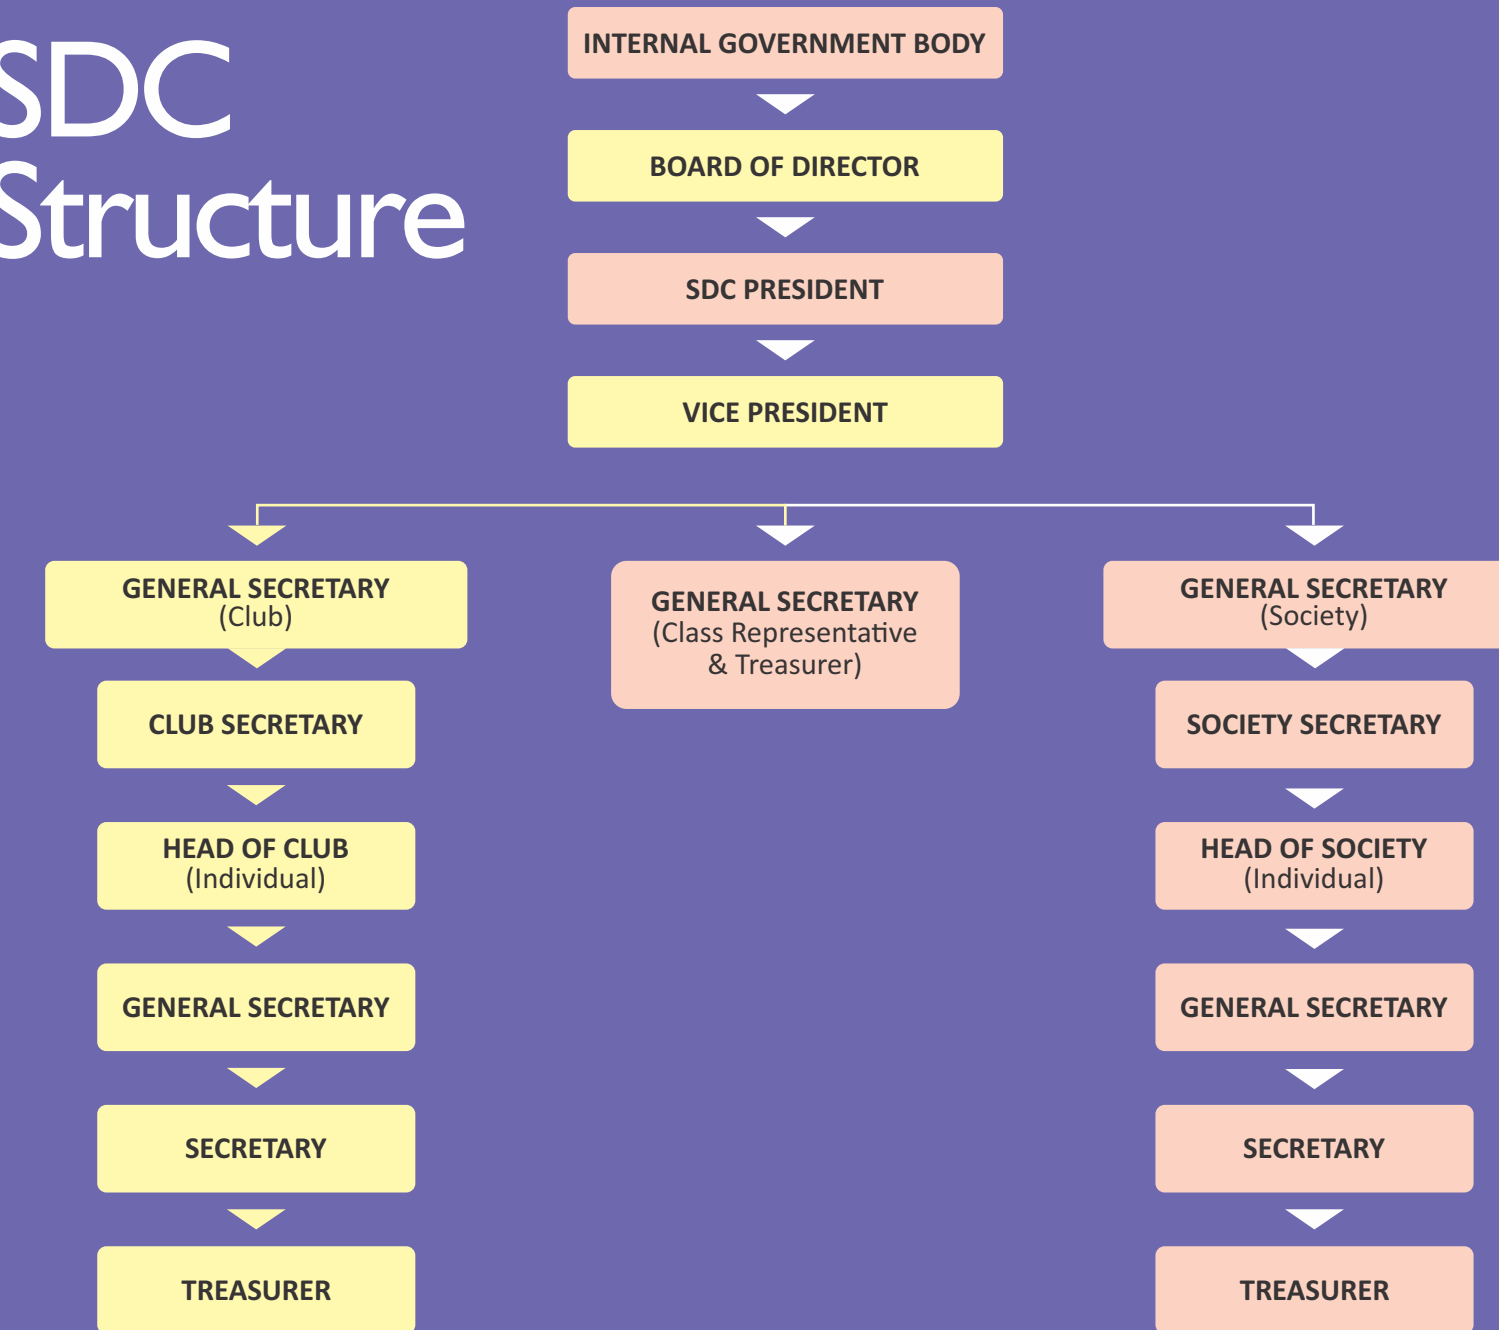 SDC
Structure
INTERNAL GOVERNMENT BODY
BOARD OF DIRECTOR
SDC PRESIDENT
VICE PRESIDENT
GENERAL SECRETARY
(Club)
CLUB SECRETARY
HEAD OF CLUB
(Individual)
GENERAL SECRETARY
SECRETARY
TREASURER
GENERAL SECRETARY
(Class Representative
& Treasurer)
GENERAL SECRETARY
(Society)
SOCIETY SECRETARY
HEAD OF SOCIETY
(Individual)
GENERAL SECRETARY
SECRETARY
TREASURER